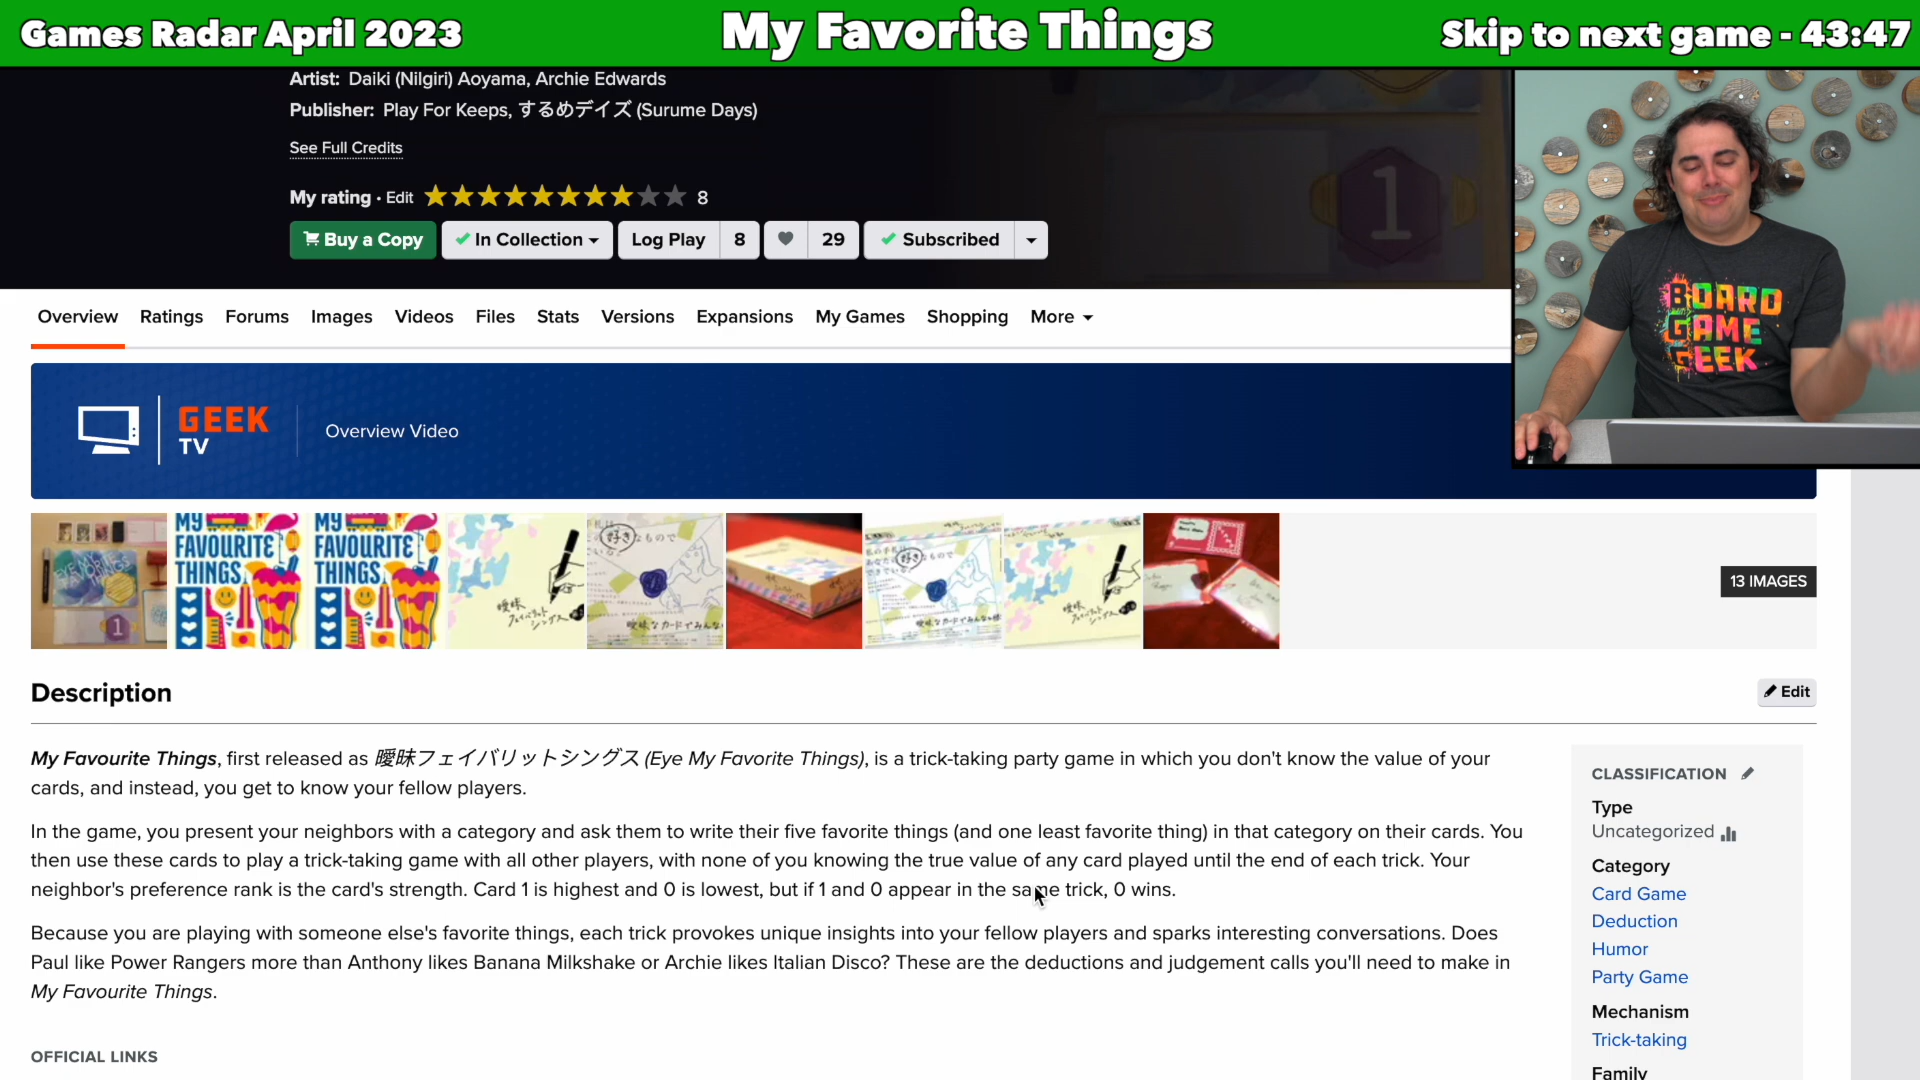 Games Radar April 2023
My Favorite Things
Skip to next game - 43:47
Artist: Daiki (Nilgiri) Aoyama, Archie Edwards
Publisher: Play For Keeps, するめデイズ (Surume Days)
See Full Credits
My rating · Edit 8
Buy a Copy
In Collection
Log Play 8
29
Subscribed
1
BOARD
GAME
GEEK
Overview Ratings Forums Images Videos Files Stats Versions Expansions My Games Shopping More
GEEK
TV
Overview Video
MY
FAVOURITE
THINGS
MY
FAVOURITE
THINGS
13 IMAGES
Description
Edit
My Favourite Things, first released as 曖昧フェイバリットシングス (Eye My Favorite Things), is a trick-taking party game in which you don't know the value of your
cards, and instead, you get to know your fellow players.
In the game, you present your neighbors with a category and ask them to write their five favorite things (and one least favorite thing) in that category on their cards. You
then use these cards to play a trick-taking game with all other players, with none of you knowing the true value of any card played until the end of each trick. Your
neighbor's preference rank is the card's strength. Card 1 is highest and 0 is lowest, but if 1 and 0 appear in the same trick, 0 wins.
Because you are playing with someone else's favorite things, each trick provokes unique insights into your fellow players and sparks interesting conversations. Does
Paul like Power Rangers more than Anthony likes Banana Milkshake or Archie likes Italian Disco? These are the deductions and judgement calls you'll need to make in
My Favourite Things.
OFFICIAL LINKS
CLASSIFICATION
Type
Uncategorized
Category
Card Game
Deduction
Humor
Party Game
Mechanism
Trick-taking
Family